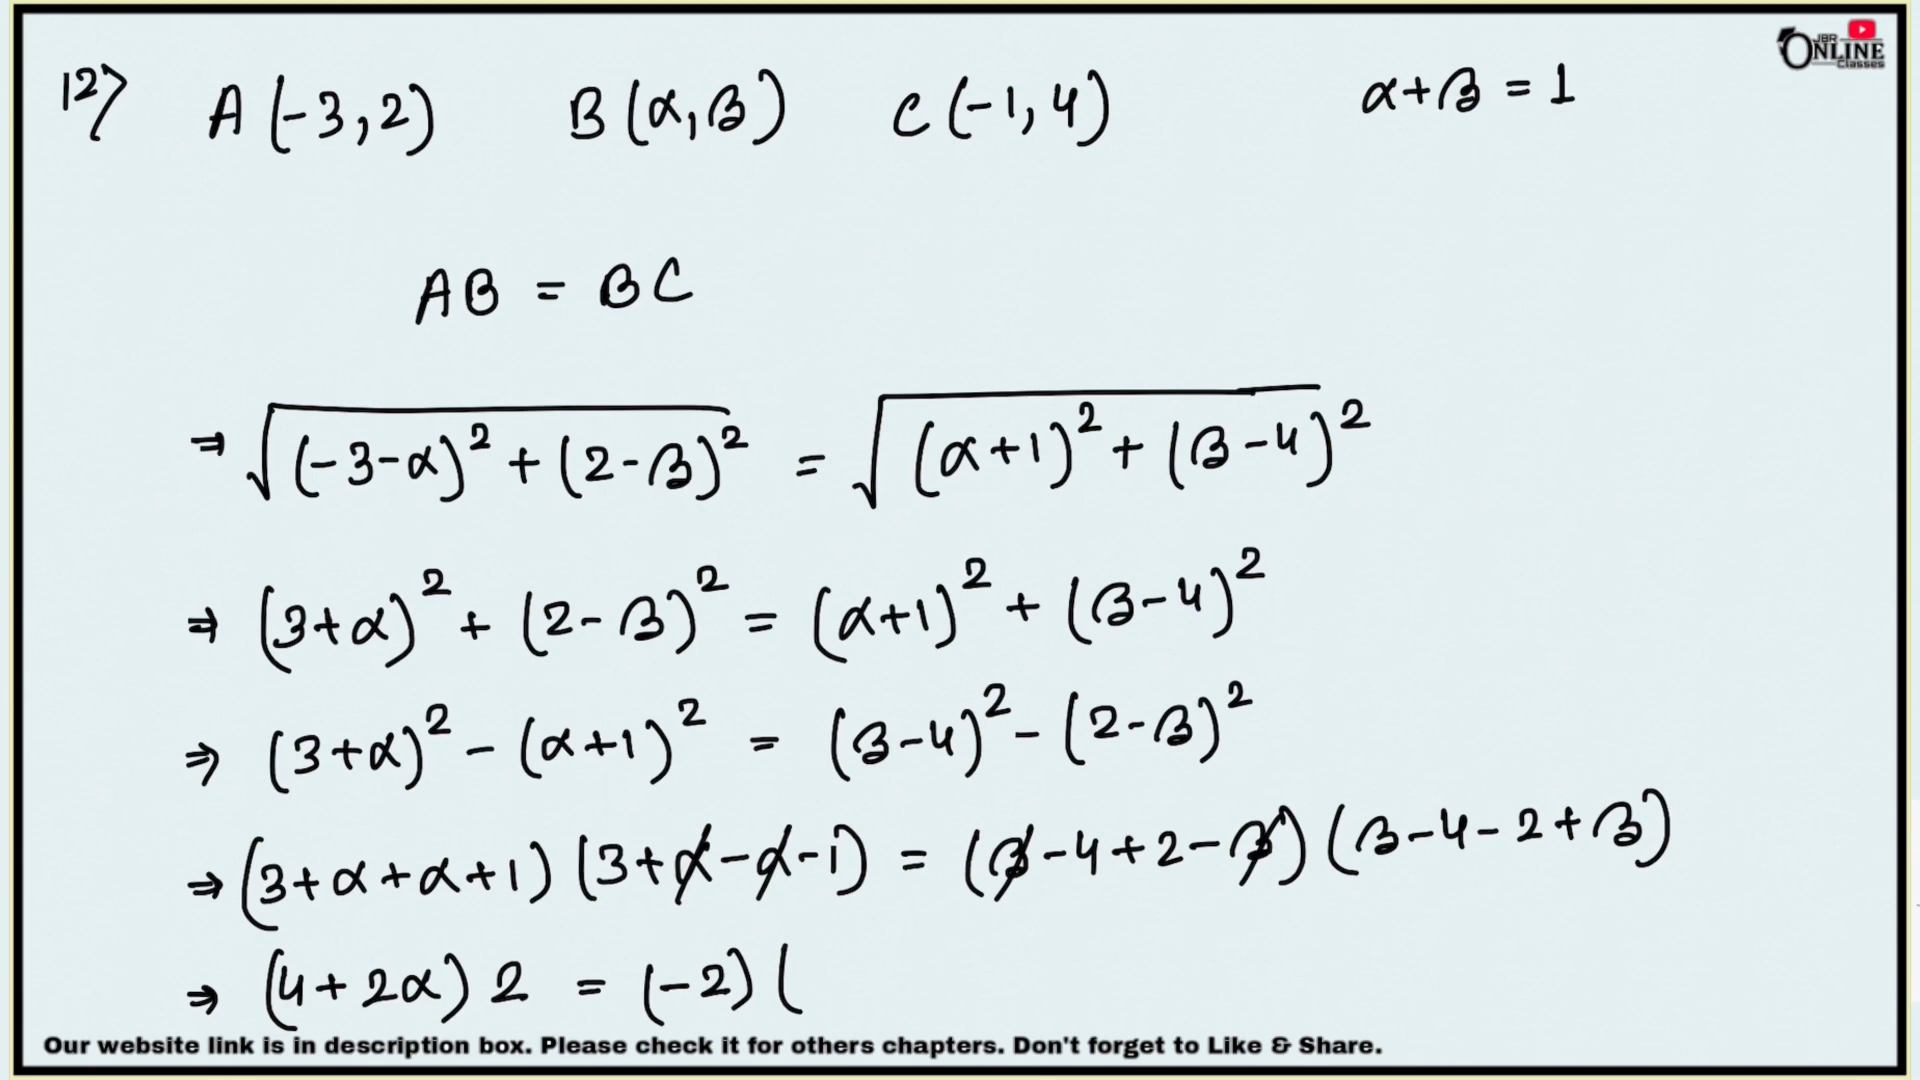 12) A(-3,2) B(α,β) C(-1,4) α+β = 1
JBR
ONLINE
Classes
AB = BC
⇒ √((-3-α)² + (2-β)²) = √((α+1)² + (β-4)²)
⇒ (3+α)² + (2-β)² = (α+1)² + (β-4)²
⇒ (3+α)² - (α+1)² = (β-4)² - (2-β)²
⇒ (3+α+α+1) (3+α-α-1) = (β-4+2-β) (β-4-2+β)
⇒ (4+2α) 2 = (-2) (
Our website link is in description box. Please check it for others chapters. Don't forget to Like & Share.